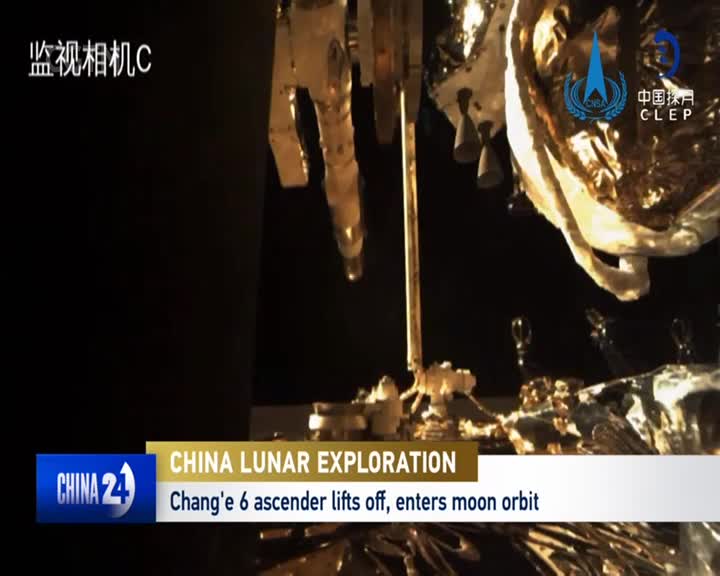 监视相机C
CNSA
中国探月
CLEP
CHINA LUNAR EXPLORATION
CHINA 24
Chang'e 6 ascender lifts off, enters moon orbit